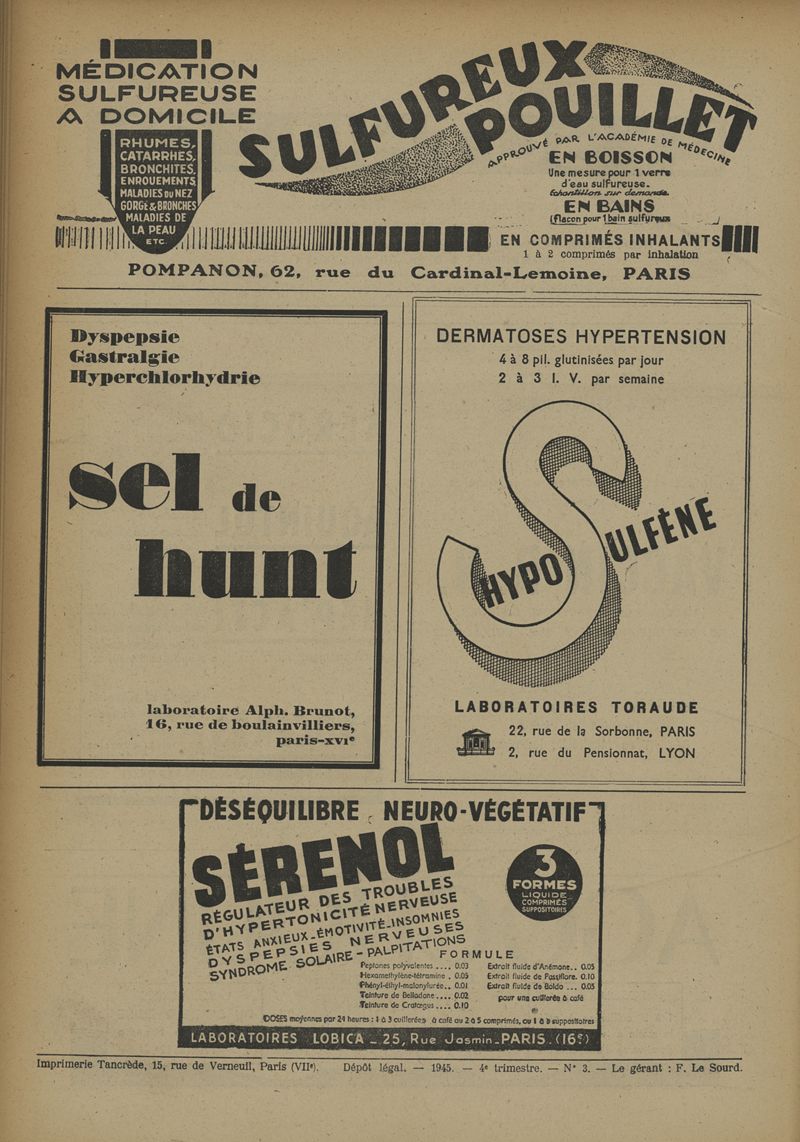 MÉDICATION
SULFUREUSE
A DOMICILE
RHUMES,
CATARRHES,
BRONCHITES,
ENROUEMENTS,
MALADIES DU NEZ
GORGE & BRONCHES
MALADIES DE
LA PEAU
ETC.
SULFUREUX
POUILLET
APPROUVÉ PAR L'ACADÉMIE DE MÉDECINE
EN BOISSON
Une mesure pour 1 verre
d'eau sulfureuse.
Échantillon sur demande.
EN BAINS
(flacon pour 1 bain sulfureux
EN COMPRIMÉS INHALANTS
1 à 2 comprimés par inhalation
POMPANON, 62, rue du Cardinal-Lemoine, PARIS
Dyspepsie
Gastralgie
Hyperchlorhydrie
sel de
hunt
laboratoire Alph. Brunot,
16, rue de boulainvilliers,
paris-XVIe
DERMATOSES HYPERTENSION
4 à 8 pil. glutinisées par jour
2 à 3 I. V. par semaine
HYPOSULFÈNE
LABORATOIRES TORAUDE
22, rue de la Sorbonne, PARIS
2, rue du Pensionnat, LYON
DÉSÉQUILIBRE NEURO-VÉGÉTATIF
SÉRENOL
RÉGULATEUR DES TROUBLES
D'HYPERTONICITÉ NERVEUSE
ÉTATS ANXIEUX-ÉMOTIVITÉ-INSOMNIES
DYSPEPSIES NERVEUSES
SYNDROME SOLAIRE - PALPITATIONS
3
FORMES
LIQUIDE
COMPRIMÉS
SUPPOSITOIRES
FORMULE
Peptones polyvalentes .... 0.03
Hexaméthylène-tétramine . 0.05
Phényl-éthyl-malonylurée.. 0.01
Teinture de Belladone.... 0.02
Teinture de Cratœgus.... 0.10
Extrait fluide d'Anémone.. 0.05
Extrait fluide de Passiflore. 0.10
Extrait fluide de Boldo ... 0.05
pour une cuillerée à café
DOSES moyennes par 24 heures : 1 à 3 cuillerées à café ou 2 à 5 comprimés, ou 1 à 3 suppositoires
LABORATOIRES LOBICA - 25, Rue Jasmin - PARIS (16e)
Imprimerie Tancrède, 15, rue de Verneuil, Paris (VIIe). Dépôt légal. — 1945. — 4e trimestre. — N° 3. — Le gérant : F. Le Sourd.